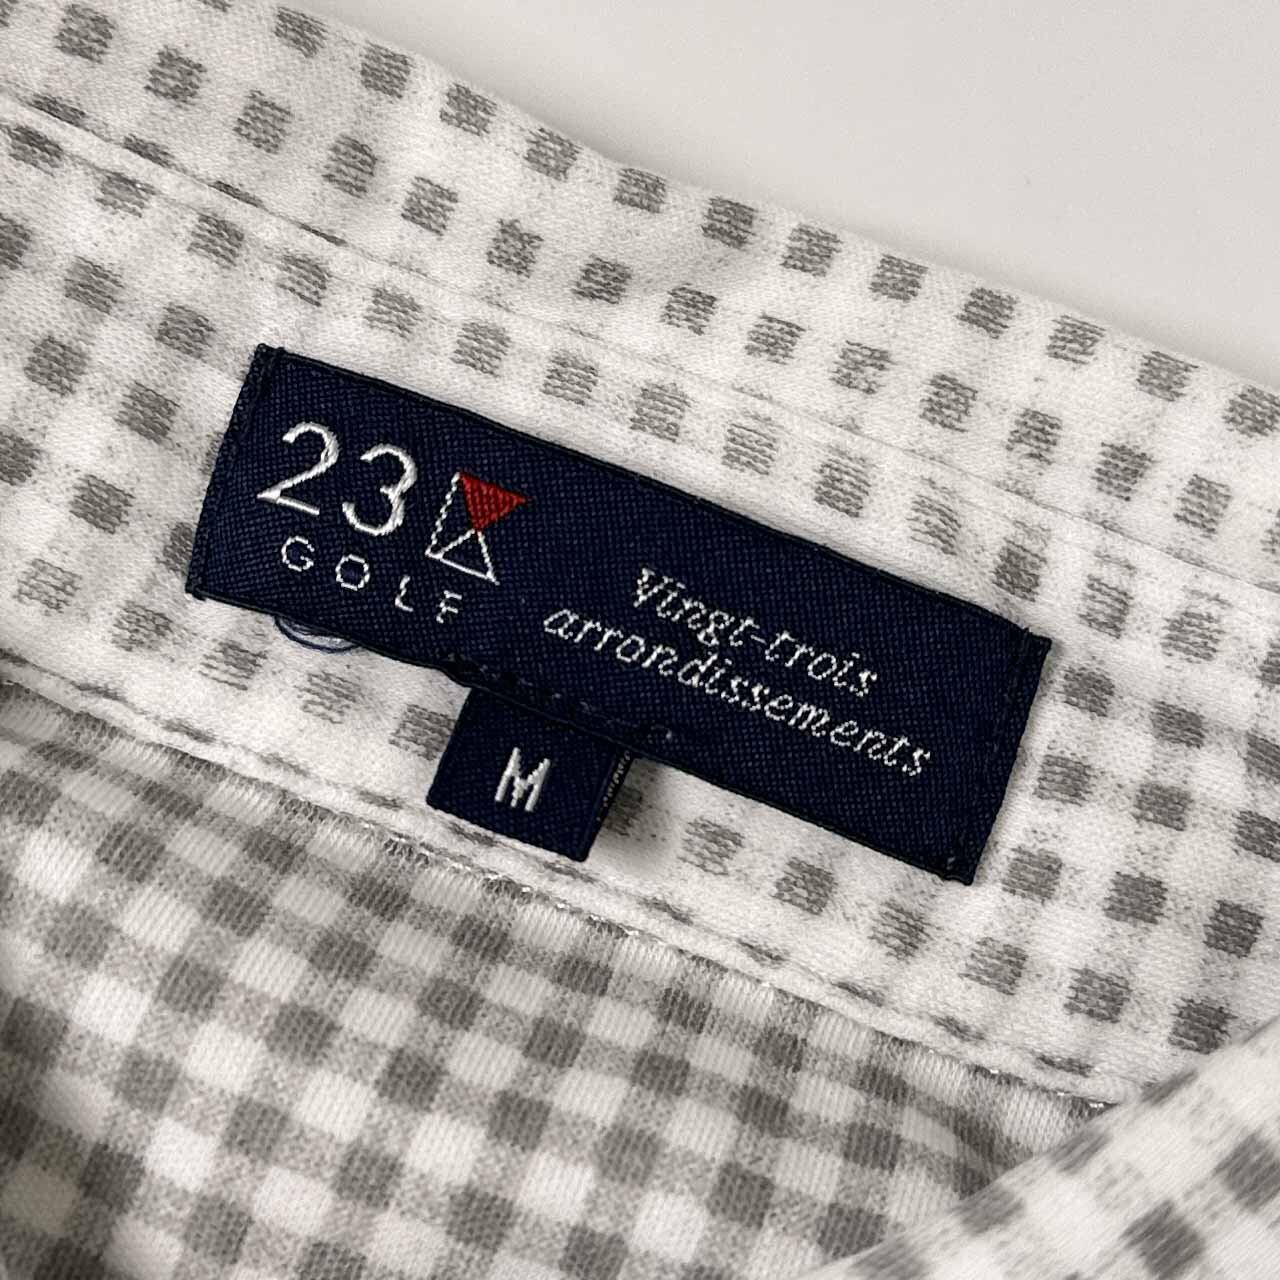 23
GOLF
Vingt-trois
arrondissements
M